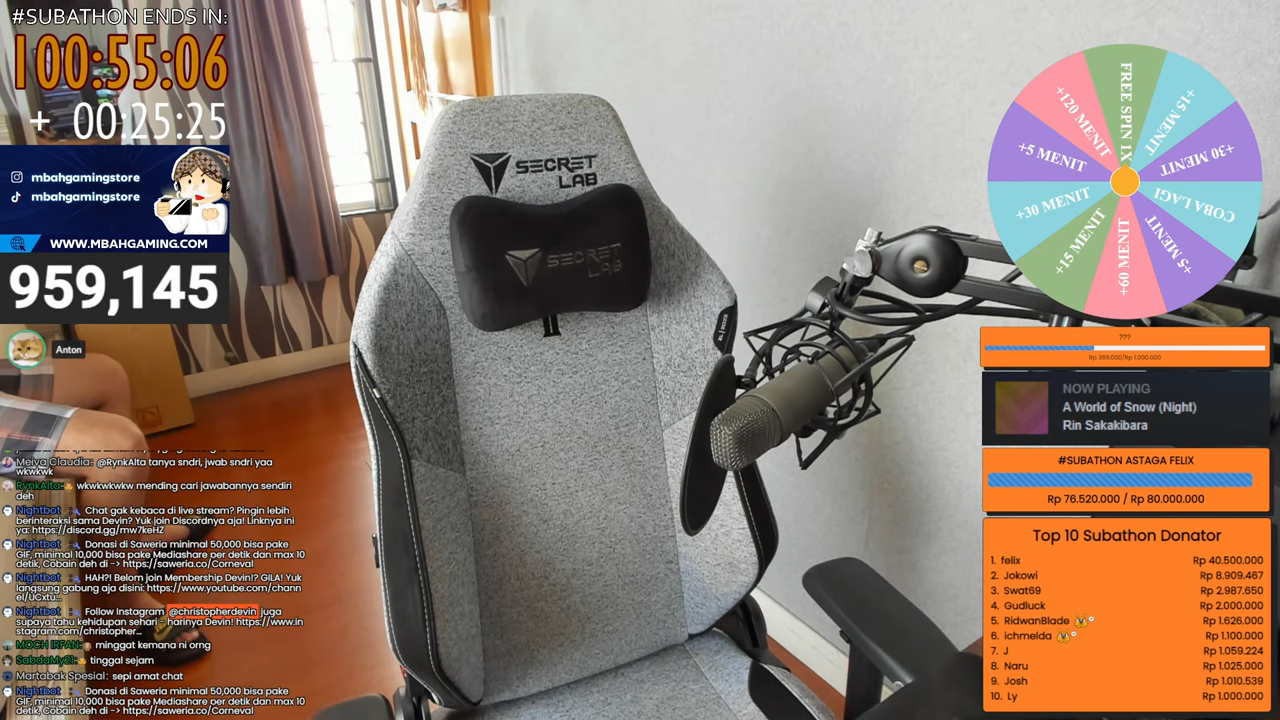 #SUBATHON ENDS IN:
100:55:06
+ 00:25:25
mbahgamingstore
mbahgamingstore
WWW.MBAHGAMING.COM
959,145
Anton
Meiva Claudia: @RynkAlta tanya sndri, jwab sndri yaa
wkwkwk
RynkAlta: wkwkwkwkw mending cari jawabannya sendiri
deh
Nightbot: Chat gak kebaca di live stream? Pingin lebih
berinteraksi sama Devin? Yuk join Discordnya aja! Linknya ini
ya: https://discord.gg/mw7keHZ
Nightbot: Donasi di Saweria minimal 50,000 bisa pake
GIF, minimal 10,000 bisa pake Mediashare per detik dan max 10
detik, Cobain deh di -> https://saweria.co/Corneval
Nightbot: HAH?! Belom join Membership Devin!? GILA! Yuk
langsung gabung aja disini: https://www.youtube.com/chann
el/UCxtu...
Nightbot: Follow Instagram @christopherdevin juga
supaya tahu kehidupan sehari - harinya Devin! https://www.in
stagram.com/christopher...
MOCH IRFAN: minggat kemana ni orng
SabdaMy21: tinggal sejam
Martabak Spesial: sepi amat chat
Nightbot: Donasi di Saweria minimal 50,000 bisa pake
GIF, minimal 10,000 bisa pake Mediashare per detik dan max 10
detik, Cobain deh di -> https://saweria.co/Corneval
SECRET
LAB
SECRET
LAB
FREE SPIN 1X
+15 MENIT
+30 MENIT
COBA LAGI
+5 MENIT
+60 MENIT
+15 MENIT
+30 MENIT
+5 MENIT
+120 MENIT
???
Rp 389.000/Rp 1.000.000
NOW PLAYING
A World of Snow (Night)
Rin Sakakibara
#SUBATHON ASTAGA FELIX
Rp 76.520.000 / Rp 80.000.000
Top 10 Subathon Donator
1. felix Rp 40.500.000
2. Jokowi Rp 8.909.467
3. Swat69 Rp 2.987.650
4. Gudluck Rp 2.000.000
5. RidwanBlade Rp 1.626.000
6. ichmelda Rp 1.100.000
7. J Rp 1.059.224
8. Naru Rp 1.025.000
9. Josh Rp 1.010.539
10. Ly Rp 1.000.000